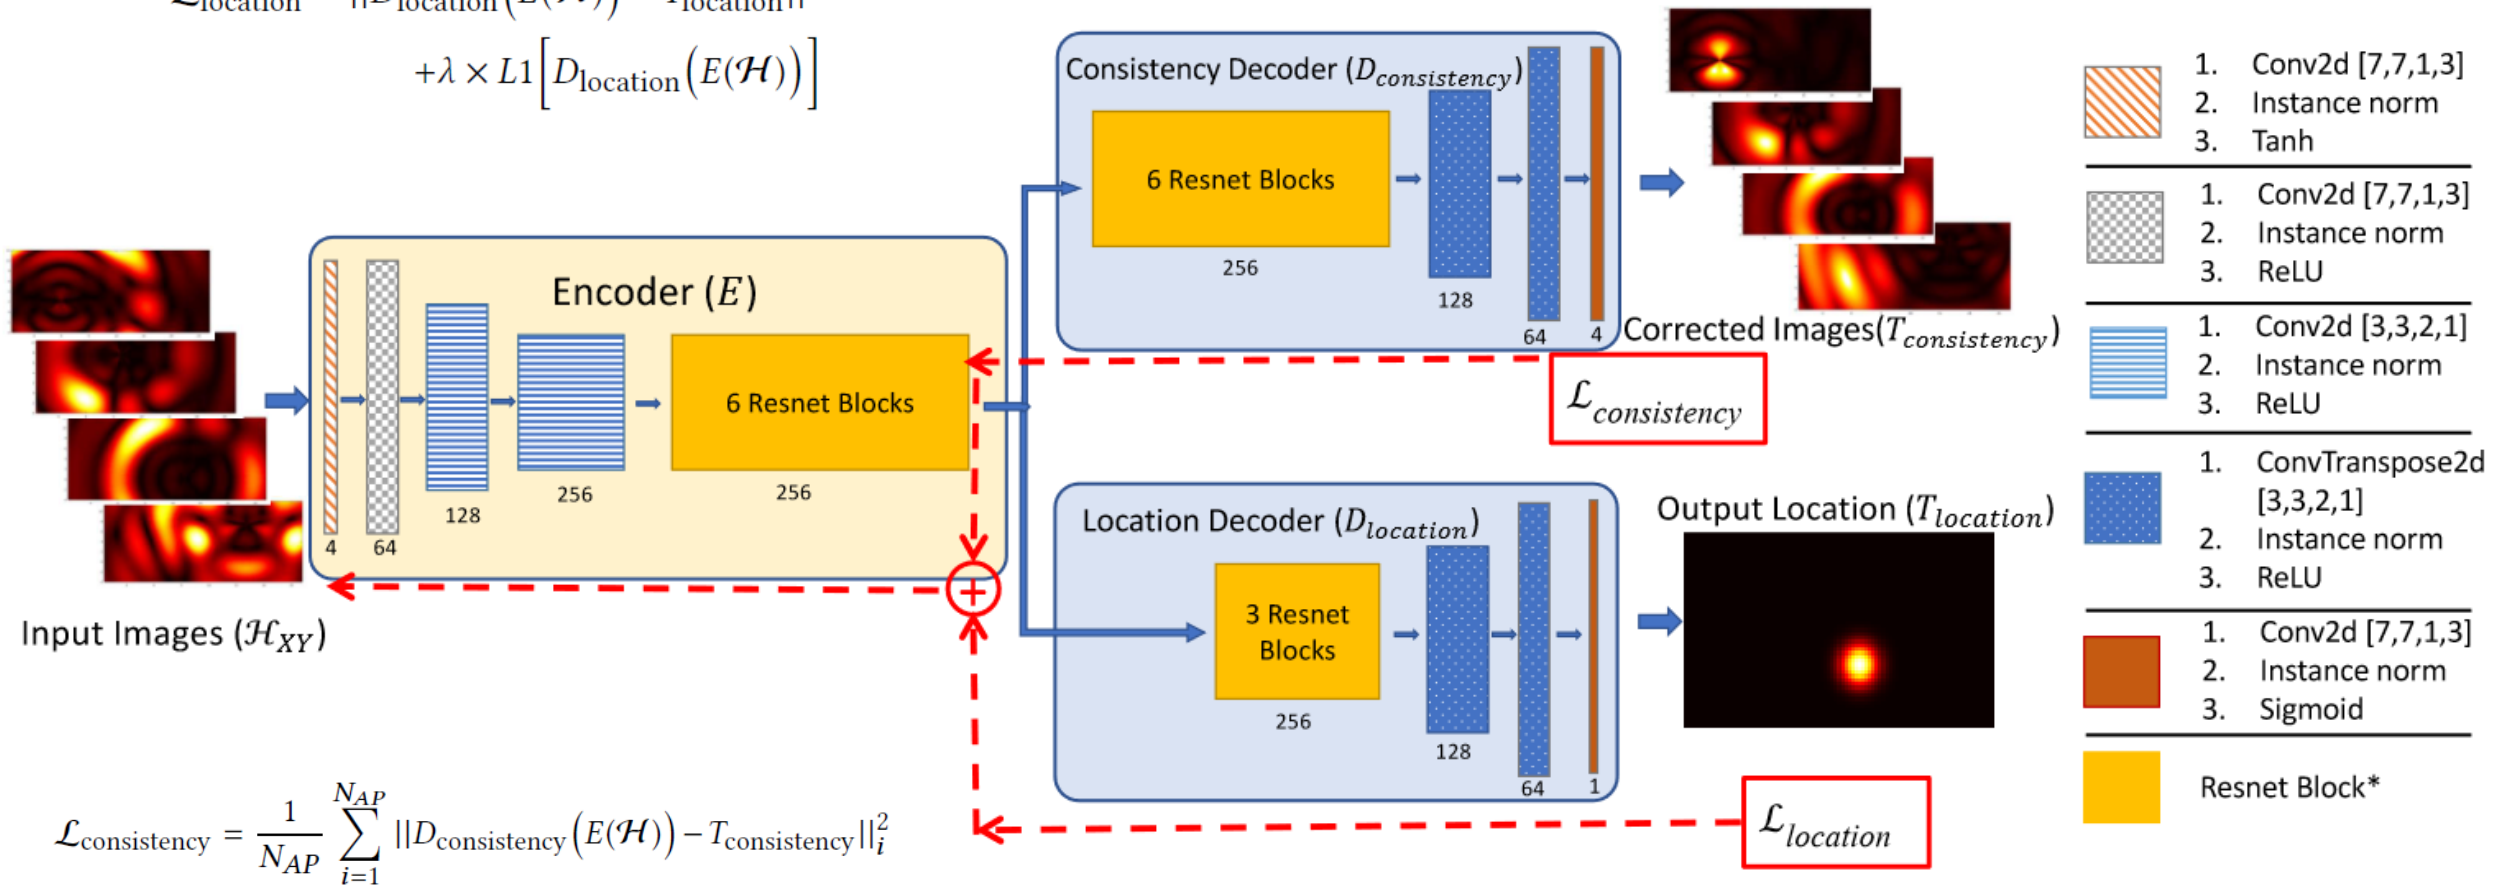 +λ × L1[D_location(E(ℋ))]
Consistency Decoder (D_consistency)
6 Resnet Blocks
256
128
64
4
Corrected Images(T_consistency)
Encoder (E)
6 Resnet Blocks
4
64
128
256
256
Input Images (ℋ_XY)
ℒ_consistency
Location Decoder (D_location)
3 Resnet
Blocks
256
128
64
1
Output Location (T_location)
+
ℒ_location
ℒ_consistency = 1/N_AP ∑_{i=1}^{N_AP} ||D_consistency(E(ℋ)) − T_consistency||_i^2
1. Conv2d [7,7,1,3]
2. Instance norm
3. Tanh
1. Conv2d [7,7,1,3]
2. Instance norm
3. ReLU
1. Conv2d [3,3,2,1]
2. Instance norm
3. ReLU
1. ConvTranspose2d
[3,3,2,1]
2. Instance norm
3. ReLU
1. Conv2d [7,7,1,3]
2. Instance norm
3. Sigmoid
Resnet Block*